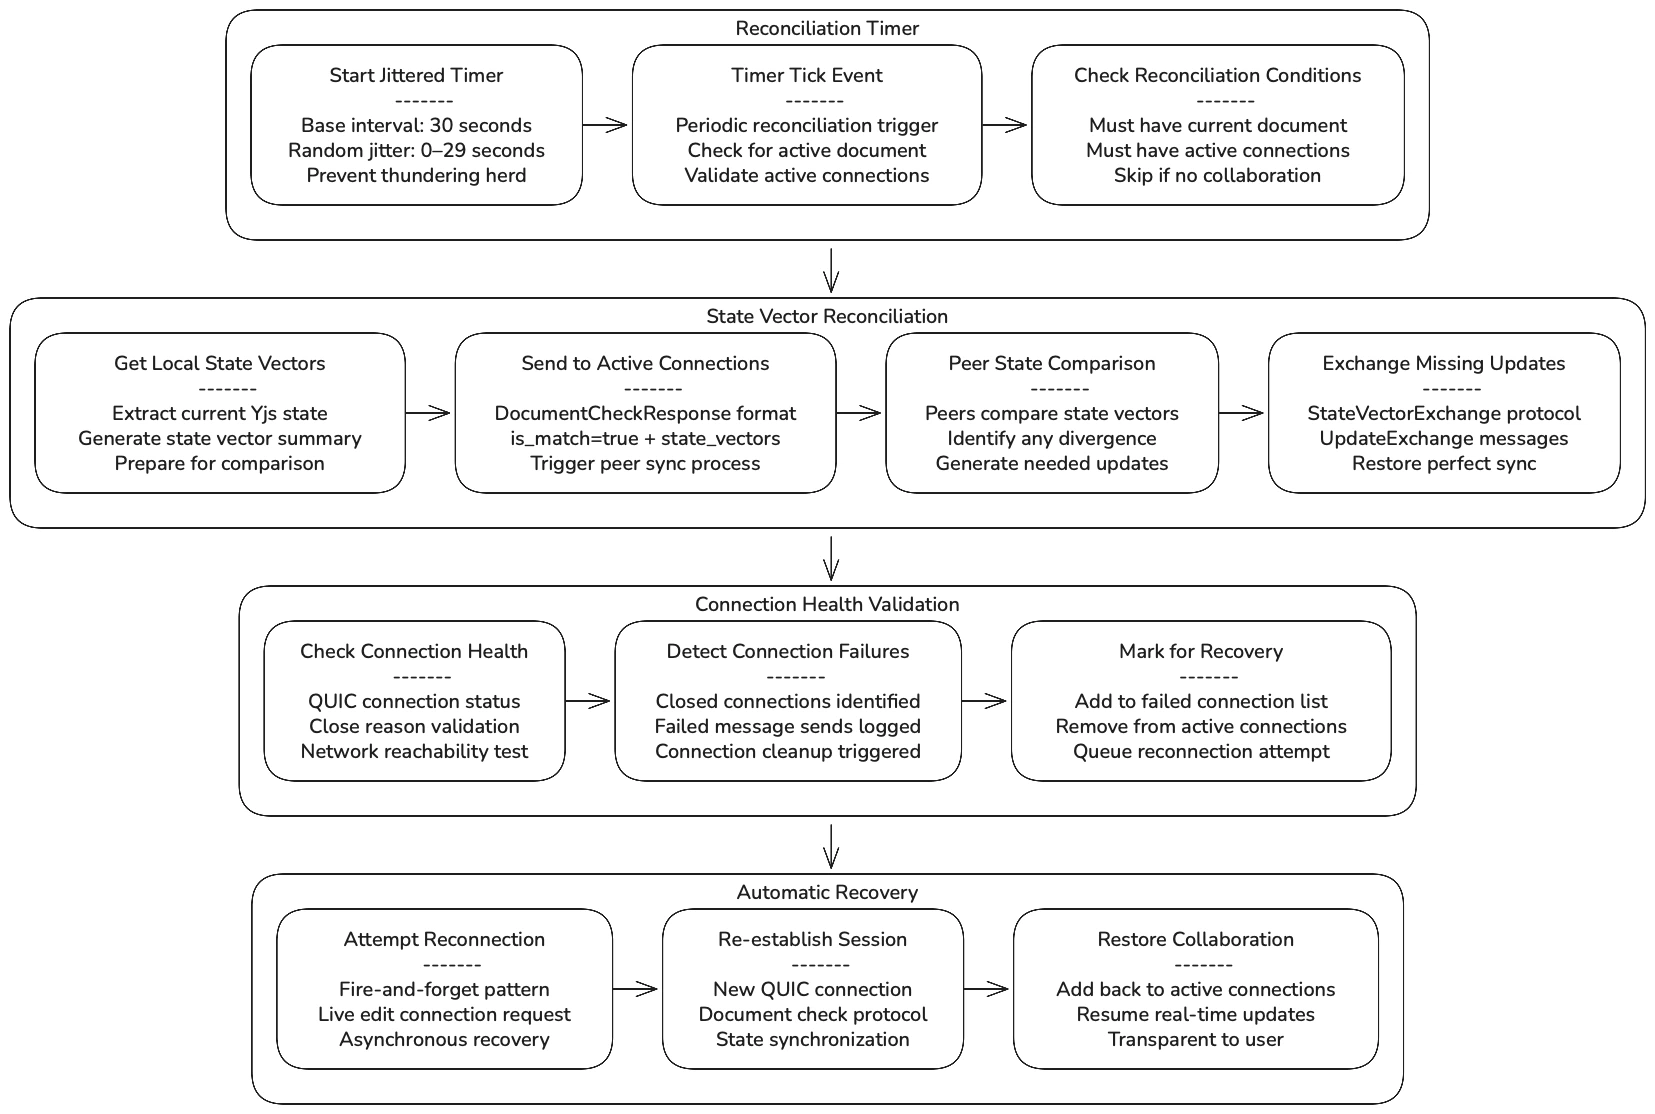 Reconciliation Timer
Start Jittered Timer
-------
Base interval: 30 seconds
Random jitter: 0–29 seconds
Prevent thundering herd
Timer Tick Event
-------
Periodic reconciliation trigger
Check for active document
Validate active connections
Check Reconciliation Conditions
-------
Must have current document
Must have active connections
Skip if no collaboration
State Vector Reconciliation
Get Local State Vectors
-------
Extract current Yjs state
Generate state vector summary
Prepare for comparison
Send to Active Connections
-------
DocumentCheckResponse format
is_match=true + state_vectors
Trigger peer sync process
Peer State Comparison
-------
Peers compare state vectors
Identify any divergence
Generate needed updates
Exchange Missing Updates
-------
StateVectorExchange protocol
UpdateExchange messages
Restore perfect sync
Connection Health Validation
Check Connection Health
-------
QUIC connection status
Close reason validation
Network reachability test
Detect Connection Failures
-------
Closed connections identified
Failed message sends logged
Connection cleanup triggered
Mark for Recovery
-------
Add to failed connection list
Remove from active connections
Queue reconnection attempt
Automatic Recovery
Attempt Reconnection
-------
Fire-and-forget pattern
Live edit connection request
Asynchronous recovery
Re-establish Session
-------
New QUIC connection
Document check protocol
State synchronization
Restore Collaboration
-------
Add back to active connections
Resume real-time updates
Transparent to user